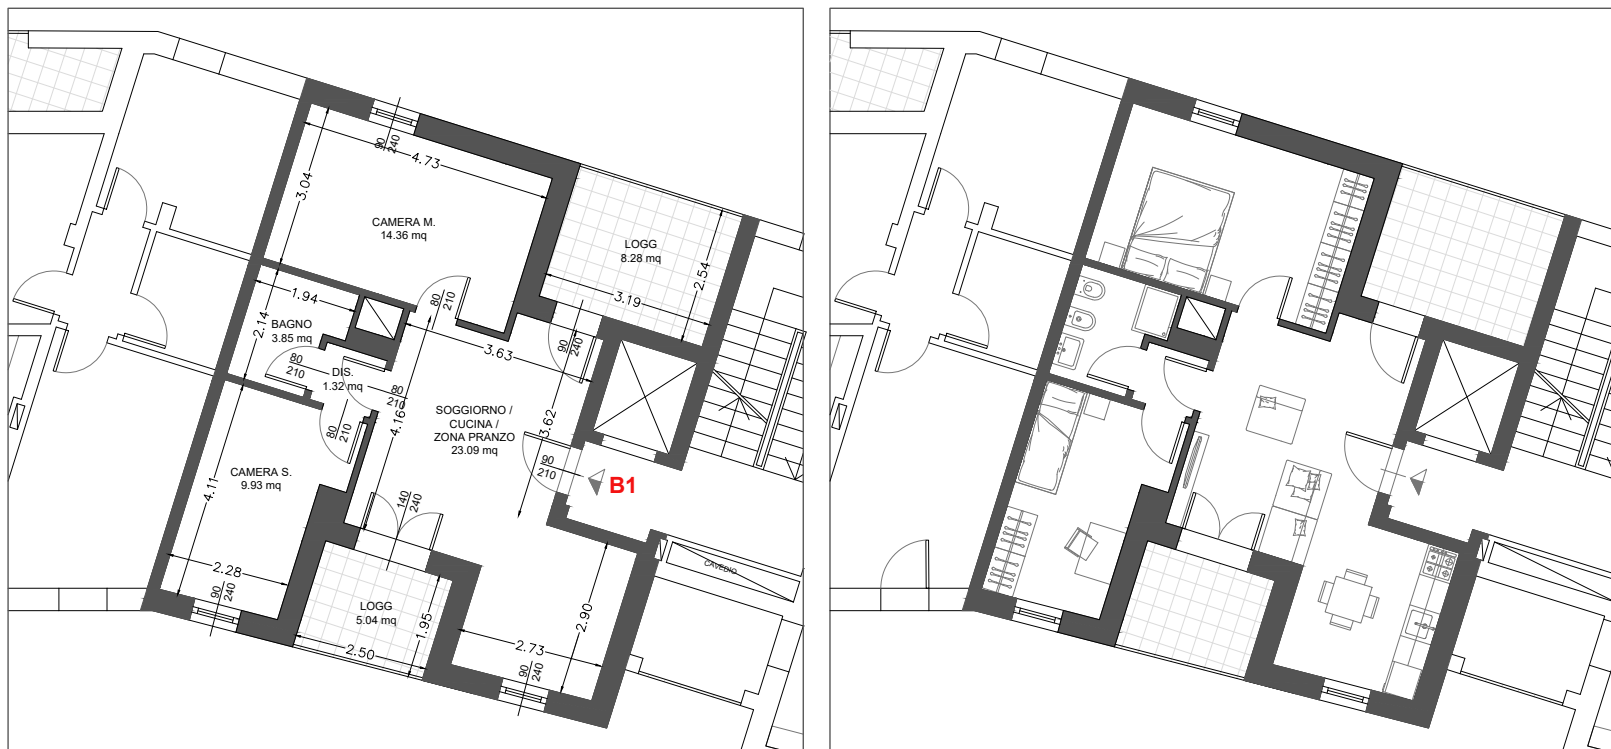 90
240
4.73
3.04
CAMERA M.
14.36 mq
LOGG
8.28 mq
2.54
3.19
1.94
80
210
2.14
BAGNO
3.85 mq
3.63
90
240
80
210
DIS.
1.32 mq
80
210
4.16
SOGGIORNO /
CUCINA /
ZONA PRANZO
23.09 mq
3.62
80
210
CAMERA S.
9.93 mq
4.11
90
210
B1
140
240
CAVEDIO
2.28
90
240
LOGG
5.04 mq
1.95
2.50
2.90
2.73
90
240